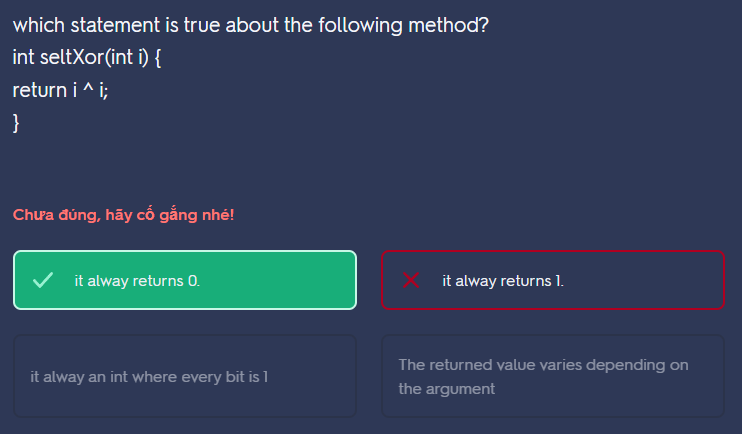 which statement is true about the following method?
int seltXor(int i) {
return i ^ i;
}
Chưa đúng, hãy cố gắng nhé!
it alway returns 0.
it alway returns 1.
it alway an int where every bit is 1
The returned value varies depending on
the argument